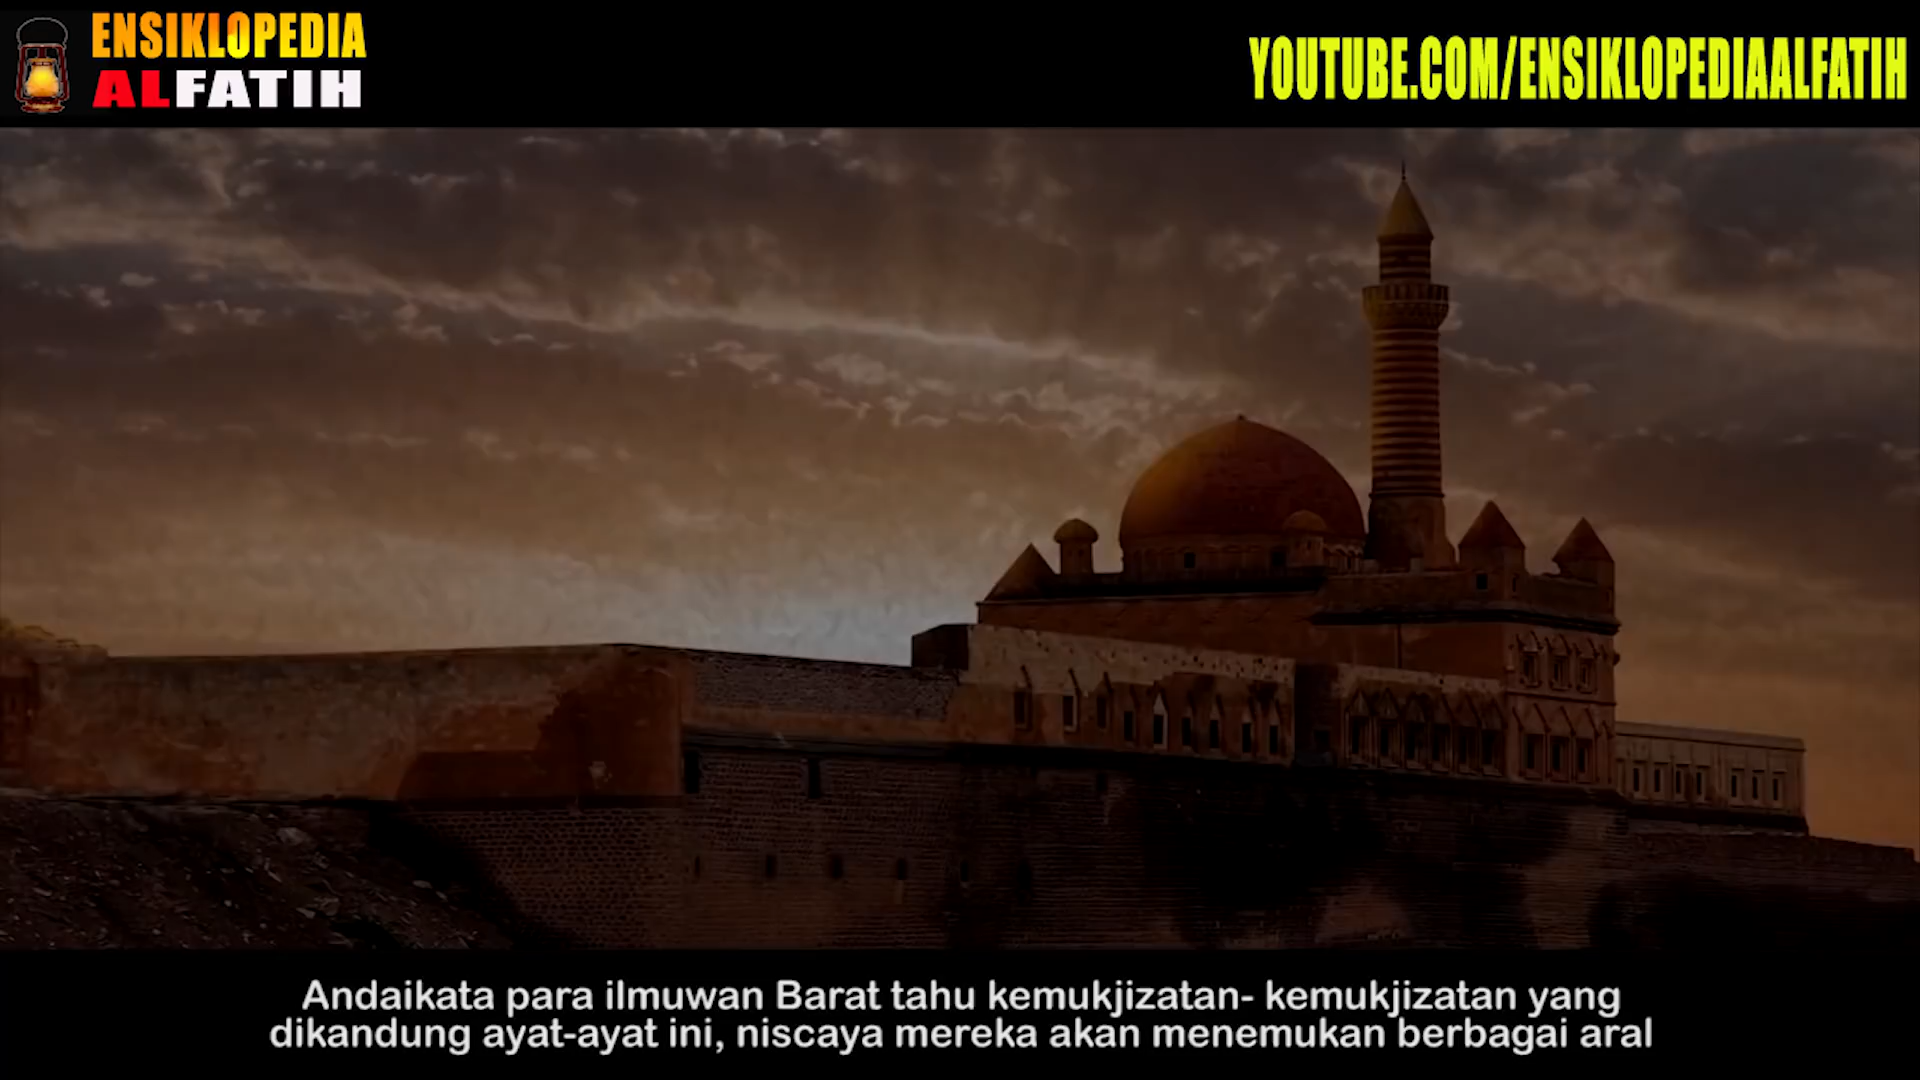 ENSIKLOPEDIA
ALFATIH
YOUTUBE.COM/ENSIKLOPEDIAALFATIH
Andaikata para ilmuwan Barat tahu kemukjizatan- kemukjizatan yang
dikandung ayat-ayat ini, niscaya mereka akan menemukan berbagai aral